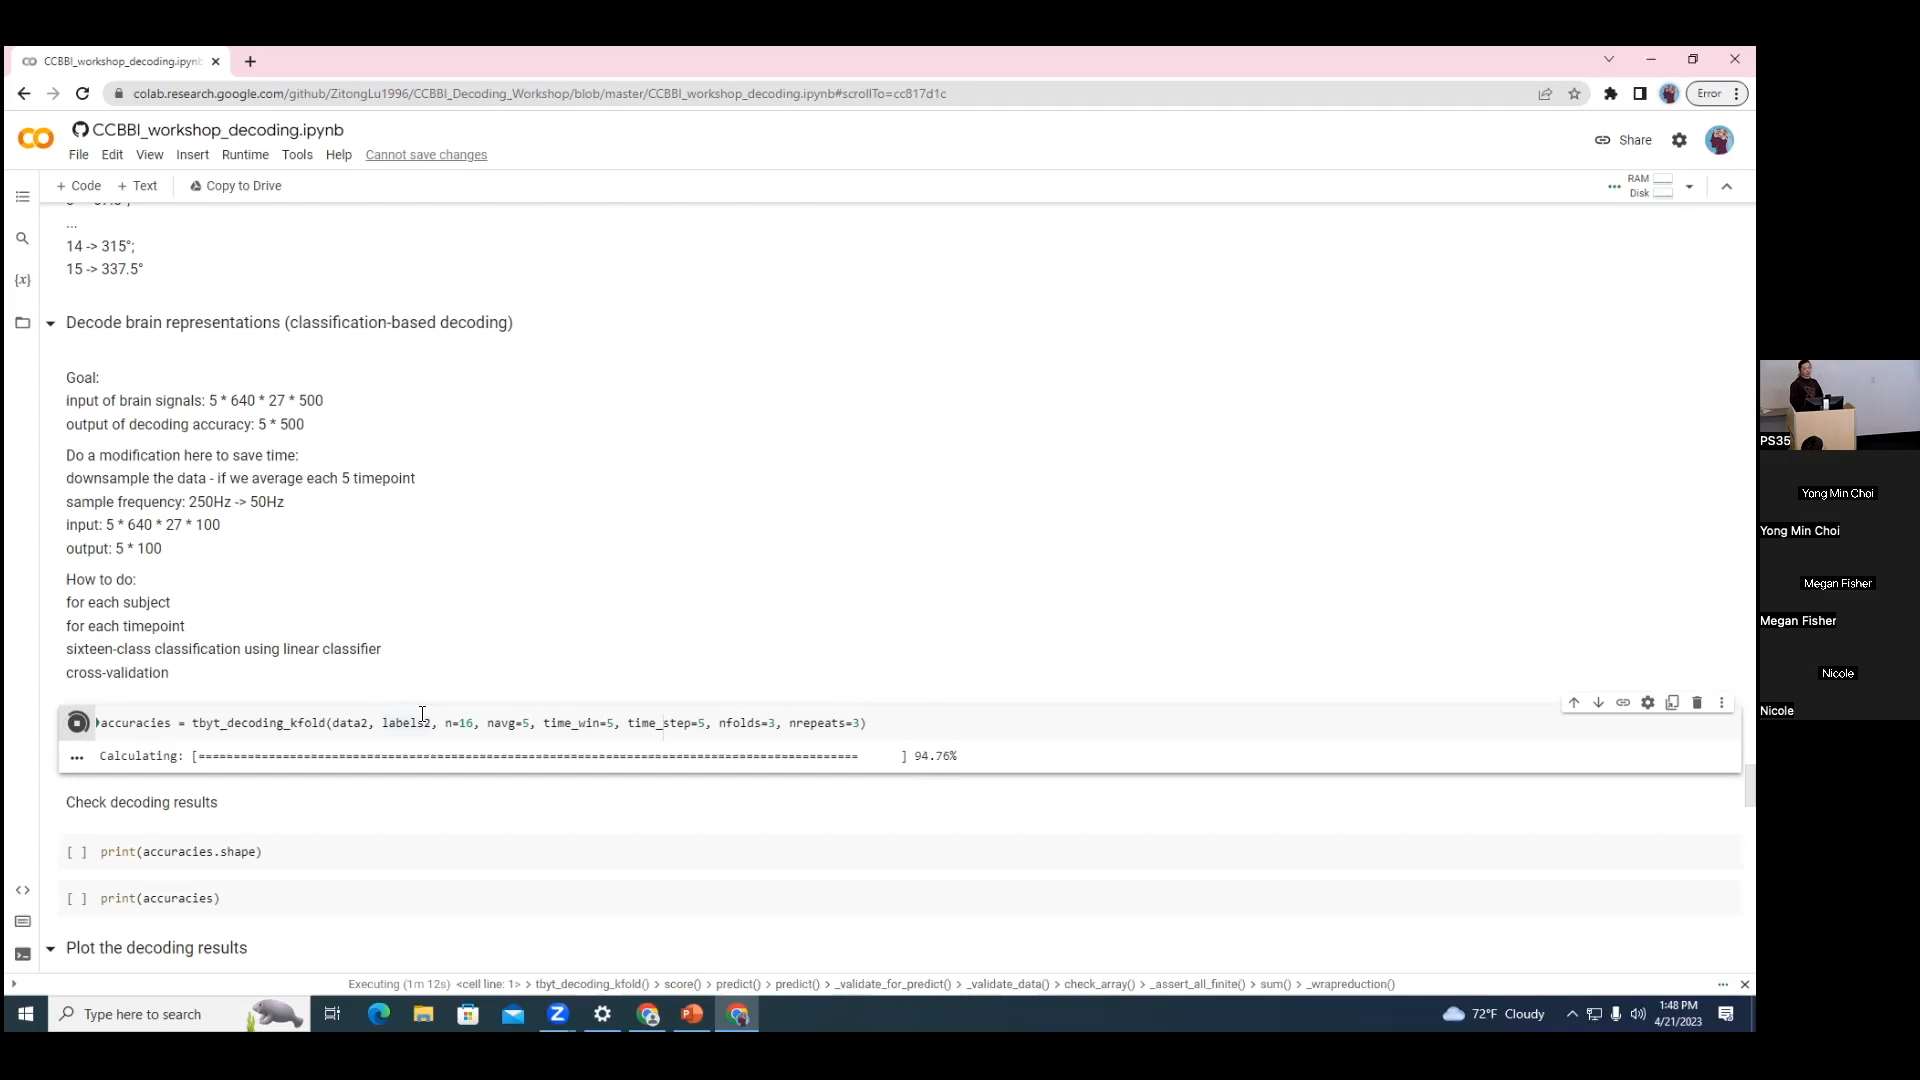 CCBBI_workshop_decoding.ipynb
colab.research.google.com/github/ZitongLu1996/CCBBI_Decoding_Workshop/blob/master/CCBBI_workshop_decoding.ipynb#scrollTo=cc817d1c
Error
CCBBI_workshop_decoding.ipynb
File Edit View Insert Runtime Tools Help Cannot save changes
Share
+ Code + Text Copy to Drive
RAM
Disk
...
14 -> 315°;
15 -> 337.5°
{x}
Decode brain representations (classification-based decoding)
Goal:
input of brain signals: 5 * 640 * 27 * 500
output of decoding accuracy: 5 * 500
Do a modification here to save time:
downsample the data - if we average each 5 timepoint
sample frequency: 250Hz -> 50Hz
input: 5 * 640 * 27 * 100
output: 5 * 100
How to do:
for each subject
for each timepoint
sixteen-class classification using linear classifier
cross-validation
accuracies = tbyt_decoding_kfold(data2, labels2, n=16, navg=5, time_win=5, time_step=5, nfolds=3, nrepeats=3)
Calculating: [=============================================================================================== ] 94.76%
Check decoding results
[ ] print(accuracies.shape)
[ ] print(accuracies)
Plot the decoding results
Executing (1m 12s) <cell line: 1> > tbyt_decoding_kfold() > score() > predict() > predict() > _validate_for_predict() > _validate_data() > check_array() > _assert_all_finite() > sum() > _wrapreduction()
Type here to search
72°F Cloudy
1:48 PM
4/21/2023
PS35
Yong Min Choi
Yong Min Choi
Megan Fisher
Megan Fisher
Nicole
Nicole